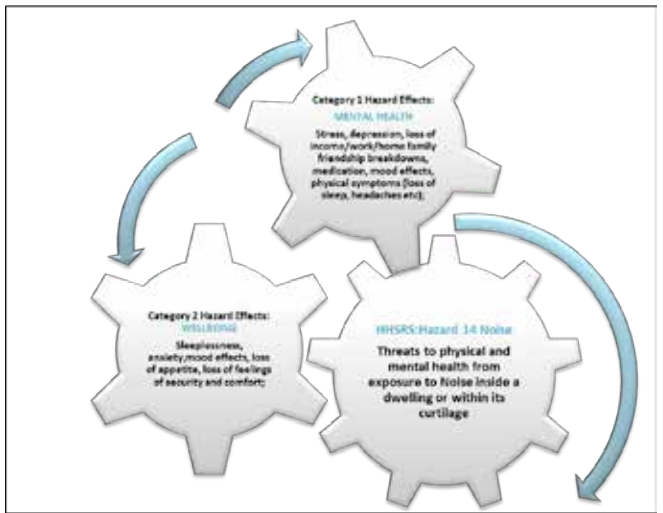 Category 1 Hazard Effects:
MENTAL HEALTH
Stress, depression, loss of
income/work/home family
friendship breakdowns,
medication, mood effects,
physical symptoms (loss of
sleep, headaches etc);
Category 2 Hazard Effects:
WELLBEING
Sleeplessness,
anxiety,mood effects, loss
of appetite, loss of feelings
of security and comfort;
HHSRS:Hazard 14 Noise
Threats to physical and
mental health from
exposure to Noise inside a
dwelling or within its
curtilage